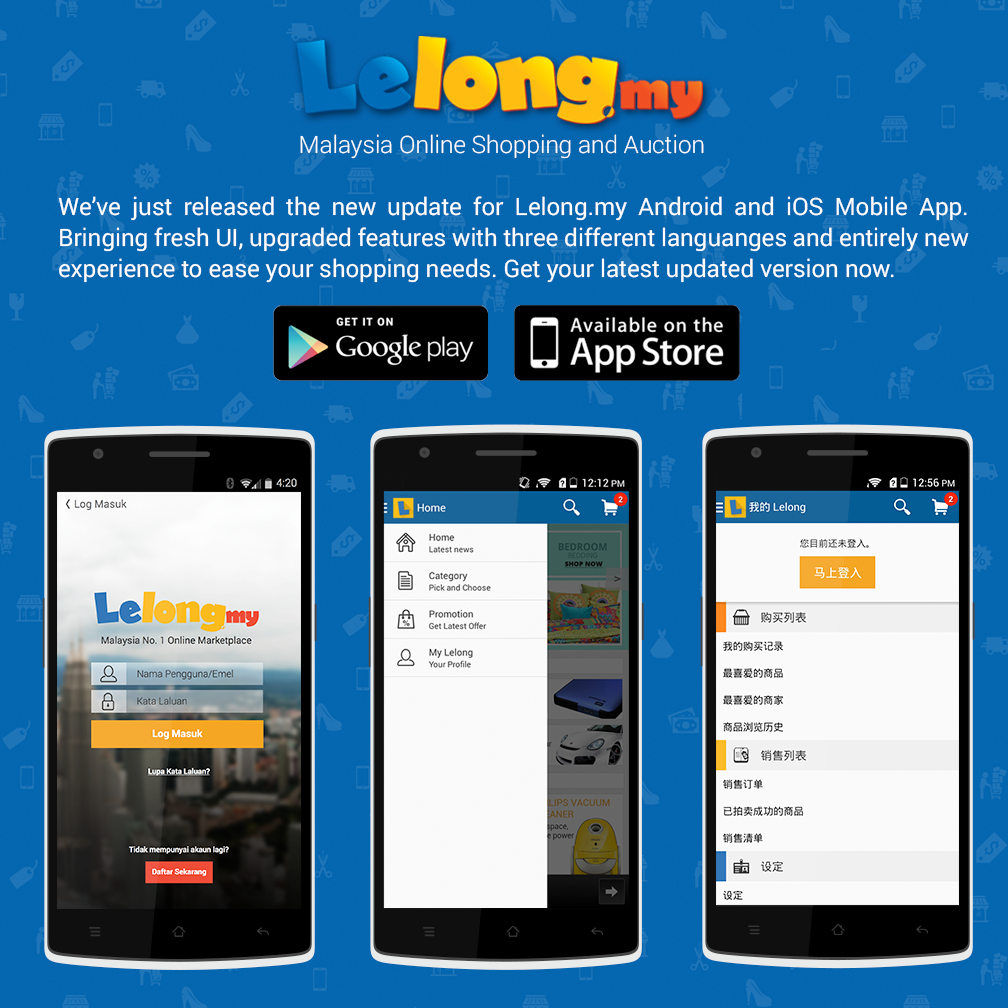 Lelong.my
Malaysia Online Shopping and Auction
We've just released the new update for Lelong.my Android and iOS Mobile App.
Bringing fresh UI, upgraded features with three different languanges and entirely new
experience to ease your shopping needs. Get your latest updated version now.
GET IT ON
Google play
Available on the
App Store
4:20
Log Masuk
Lelong.my
Malaysia No. 1 Online Marketplace
Nama Pengguna/Emel
Kata Laluan
Log Masuk
Lupa Kata Laluan?
Tidak mempunyai akaun lagi?
Daftar Sekarang
12:12 PM
L Home 2
Home
Latest news
Category
Pick and Choose
Promotion
Get Latest Offer
My Lelong
Your Profile
BEDROOM
BEDDING
SHOP NOW
>
LIPS VACUUM
EANER
space,
e power
12:56 PM
L 我的 Lelong 2
您目前还未登入。
马上登入
购买列表
我的购买记录
最喜爱的商品
最喜爱的商家
商品浏览历史
销售列表
销售订单
已拍卖成功的商品
销售清单
设定
设定